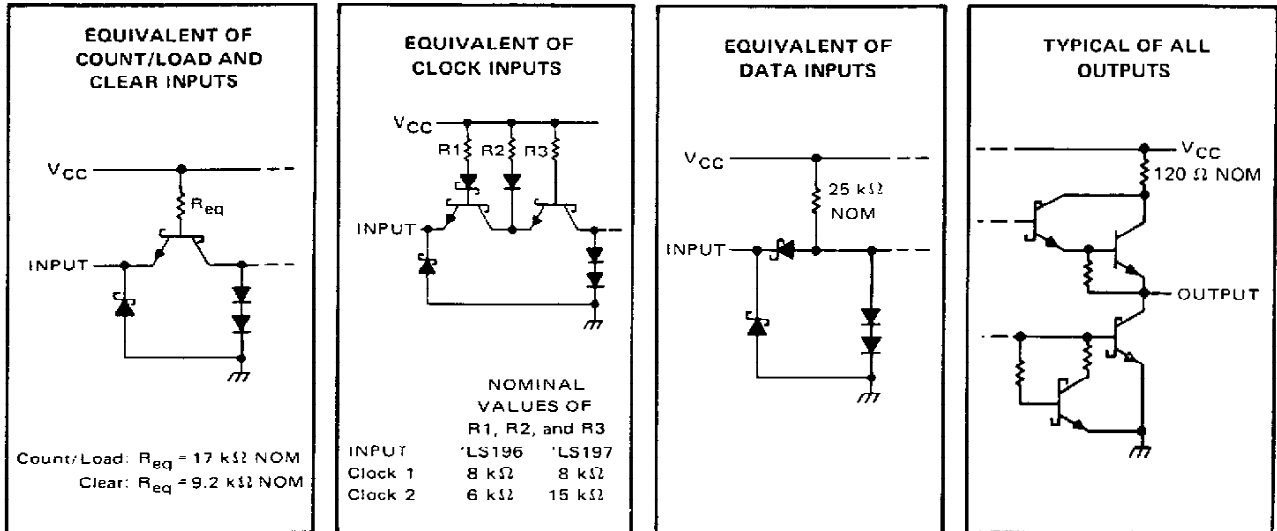 EQUIVALENT OF
COUNT/LOAD AND
CLEAR INPUTS
VCC
Req
INPUT
Count/Load: Req = 17 kΩ NOM
Clear: Req = 9.2 kΩ NOM
EQUIVALENT OF
CLOCK INPUTS
VCC
R1 R2 R3
INPUT
NOMINAL
VALUES OF
R1, R2, and R3
INPUT 'LS196 'LS197
Clock 1 8 kΩ 8 kΩ
Clock 2 6 kΩ 15 kΩ
EQUIVALENT OF
DATA INPUTS
VCC
25 kΩ
NOM
INPUT
TYPICAL OF ALL
OUTPUTS
VCC
120 Ω NOM
OUTPUT